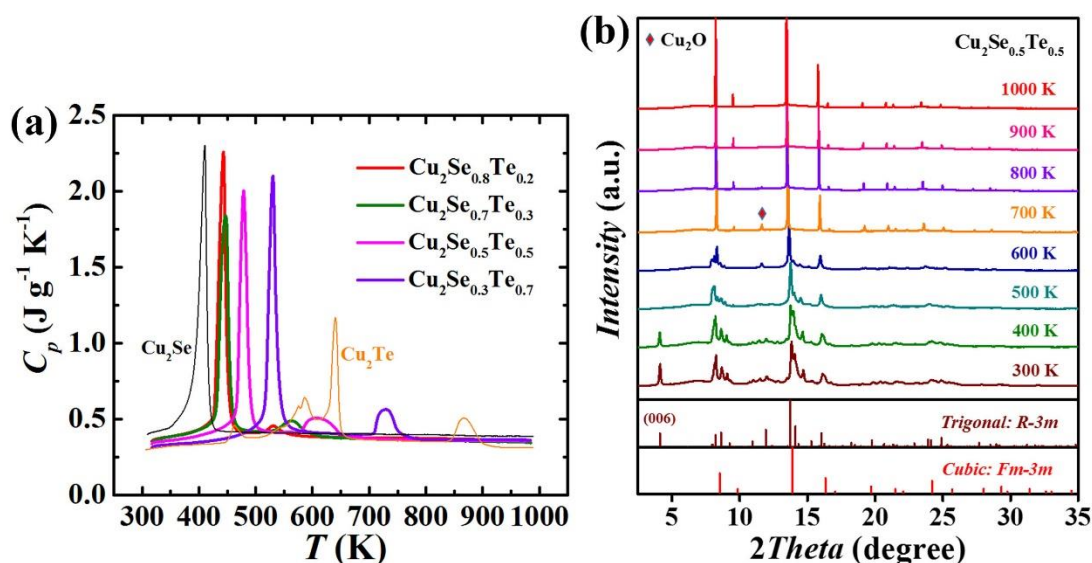 (a)
2.5
2.0
1.5
1.0
0.5
0.0
C_p (J g⁻¹ K⁻¹)
Cu₂Se₀.₈Te₀.₂
Cu₂Se₀.₇Te₀.₃
Cu₂Se₀.₅Te₀.₅
Cu₂Se₀.₃Te₀.₇
Cu₂Se
Cu₂Te
300 400 500 600 700 800 900 1000
T (K)
(b)
Cu₂O
Cu₂Se₀.₅Te₀.₅
1000 K
900 K
800 K
700 K
600 K
500 K
400 K
300 K
Intensity (a.u.)
(006)
Trigonal: R-3m
Cubic: Fm-3m
5 10 15 20 25 30 35
2Theta (degree)